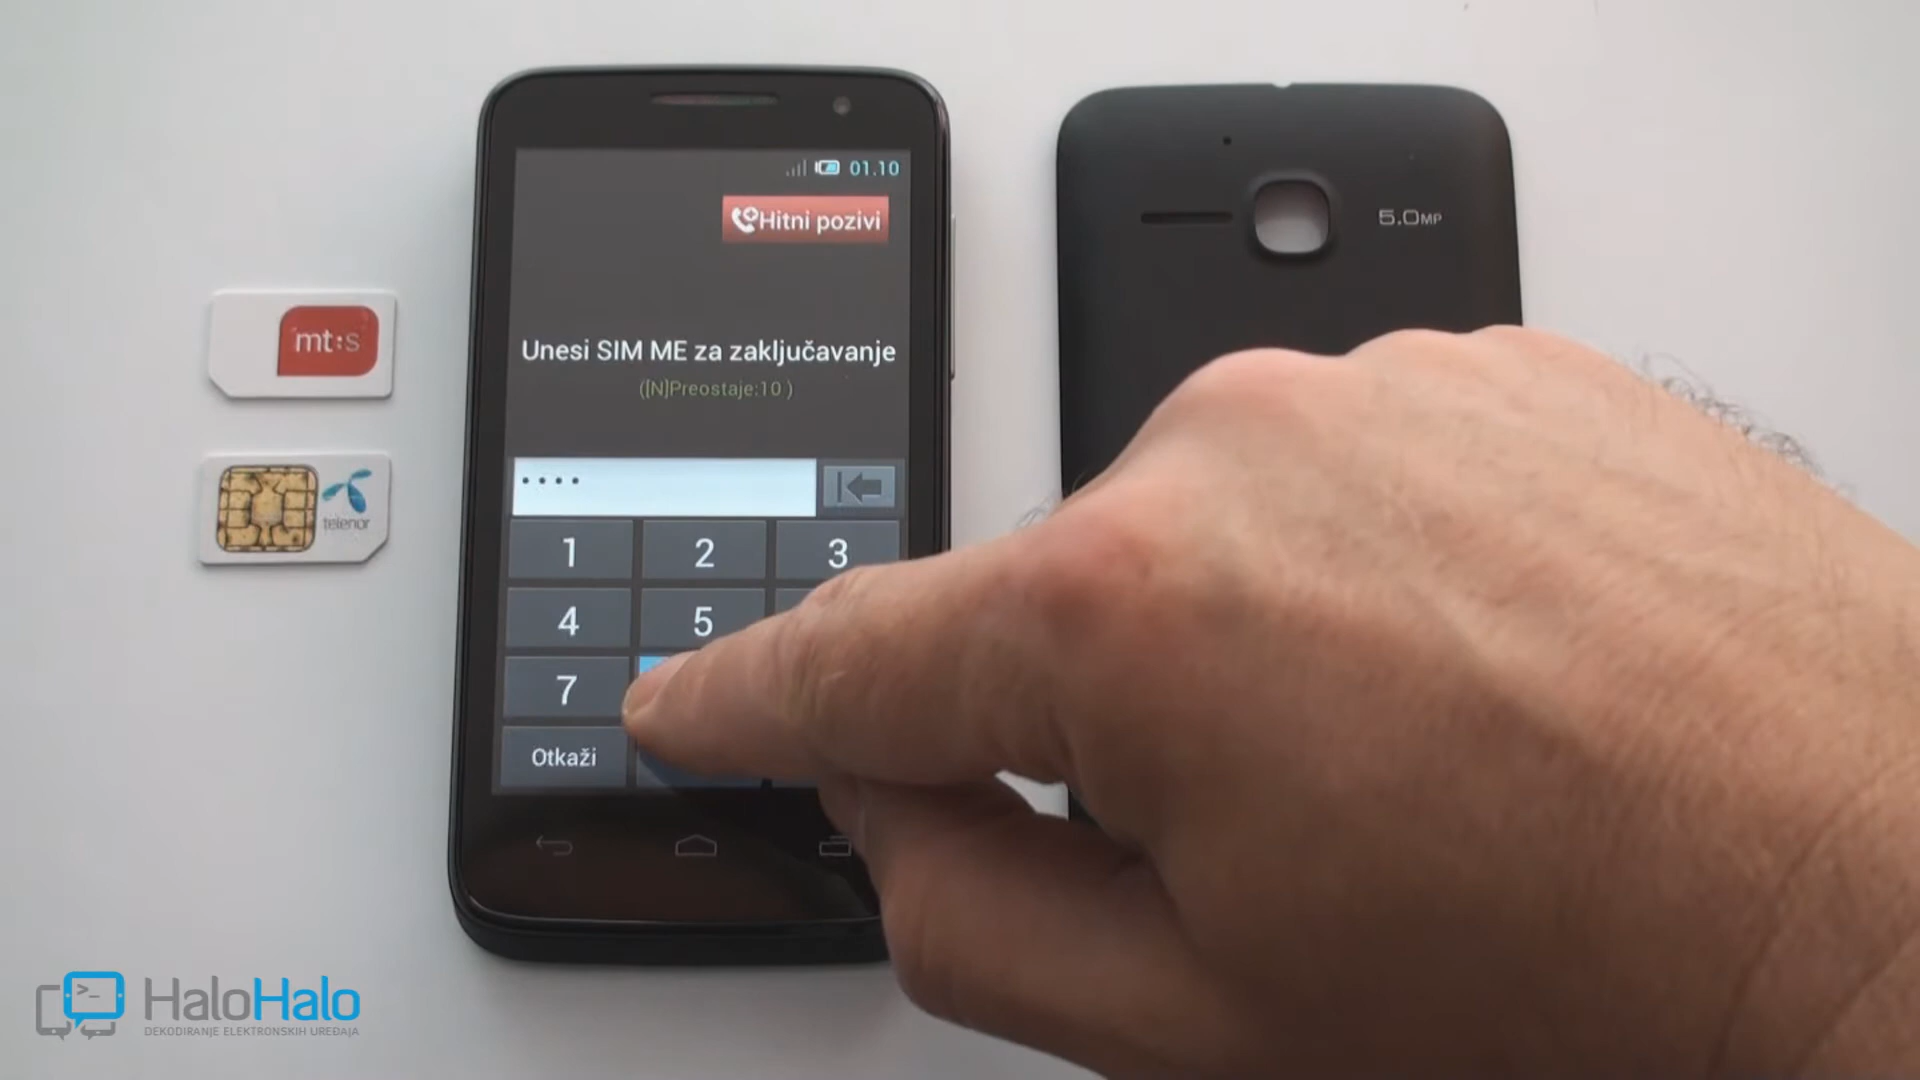 01.10
Hitni pozivi
5.0MP
mt:s
Unesi SIM ME za zaključavanje
([N]Preostaje:10 )
telenor
1 2 3
4 5
7
Otkaži
HaloHalo
DEKODIRANJE ELEKTRONSKIH UREĐAJA